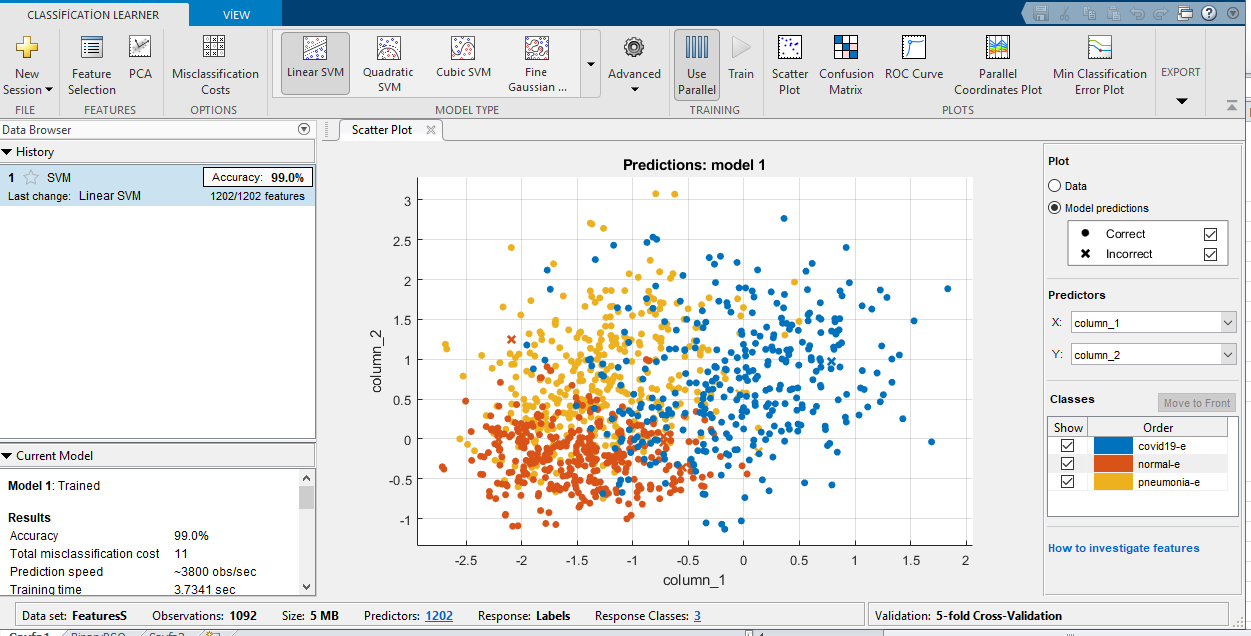 CLASSİFİCATİON LEARNER
VİEW
New Session
Feature Selection
PCA
Misclassification Costs
Linear SVM
Quadratic SVM
Cubic SVM
Fine Gaussian ...
Advanced
Use Parallel
Train
Scatter Plot
Confusion Matrix
ROC Curve
Parallel Coordinates Plot
Min Classification Error Plot
EXPORT
FILE
FEATURES
OPTIONS
MODEL TYPE
TRAINING
PLOTS
Data Browser
History
1 SVM Accuracy: 99.0%
Last change: Linear SVM 1202/1202 features
Current Model
Model 1: Trained
Results
Accuracy 99.0%
Total misclassification cost 11
Prediction speed ~3800 obs/sec
Training time 3.7341 sec
Scatter Plot
Predictions: model 1
3
2.5
2
1.5
1
0.5
0
-0.5
-1
column_2
-2.5 -2 -1.5 -1 -0.5 0 0.5 1 1.5 2
column_1
Plot
Data
Model predictions
Correct
Incorrect
Predictors
X: column_1
Y: column_2
Classes
Move to Front
Show Order
covid19-e
normal-e
pneumonia-e
How to investigate features
Data set: FeaturesS Observations: 1092 Size: 5 MB Predictors: 1202 Response: Labels Response Classes: 3
Validation: 5-fold Cross-Validation